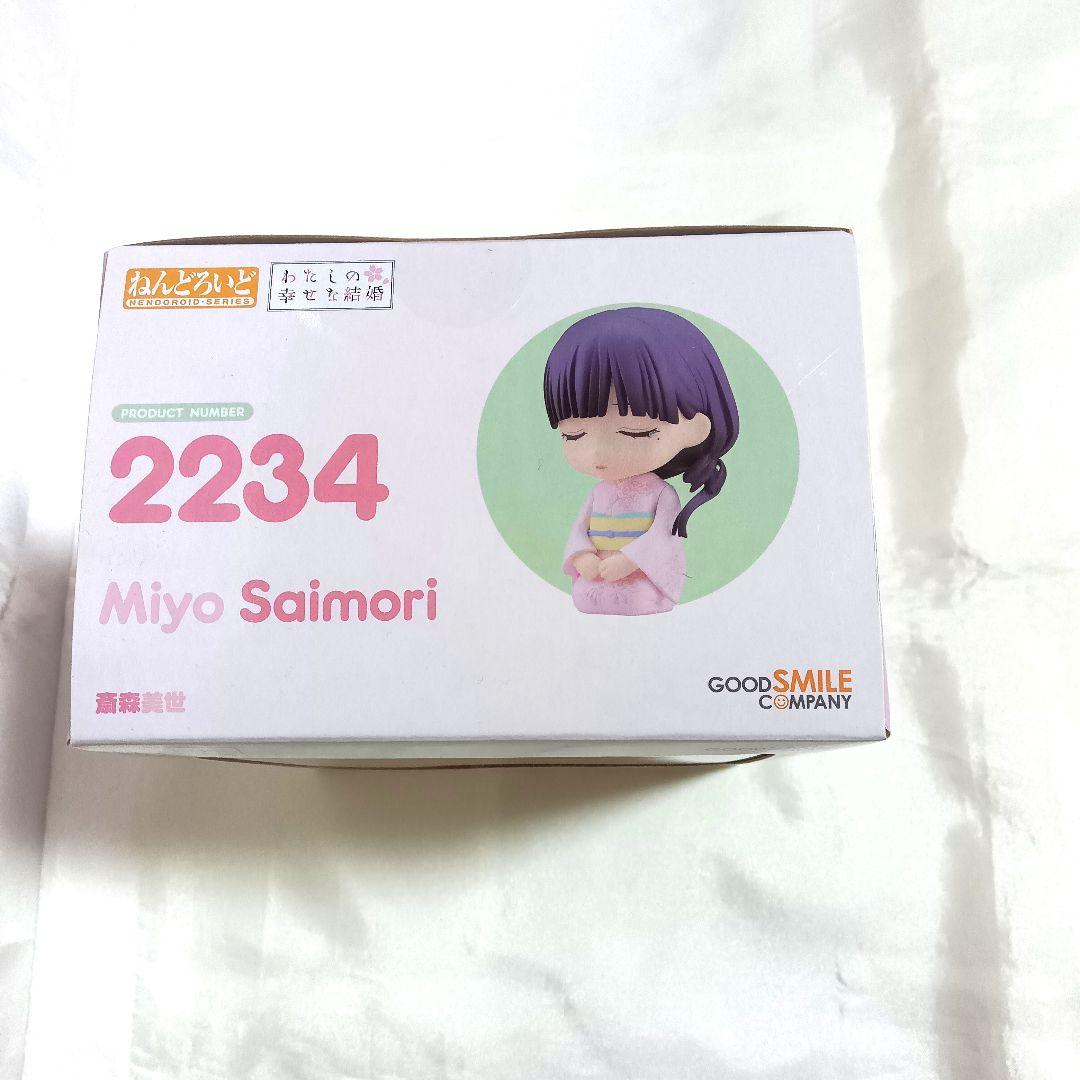 ねんどろいど
NENDOROID·SERIES
わたしの
幸せな結婚
PRODUCT NUMBER
2234
Miyo Saimori
斎森美世
GOOD SMILE
COMPANY